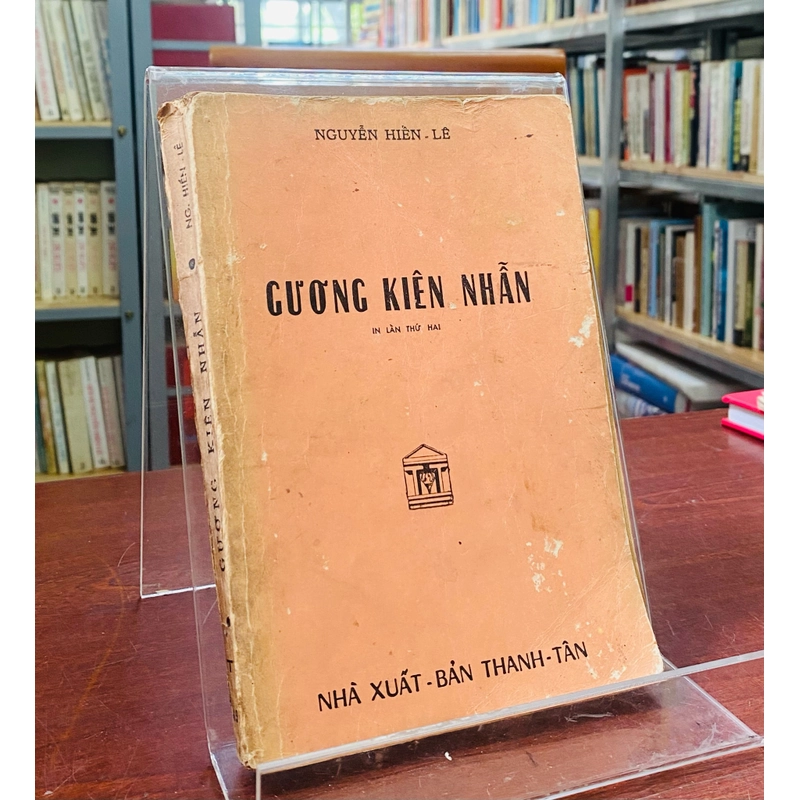 NGUYỄN HIẾN - LÊ
GƯƠNG KIÊN NHẪN
IN LẦN THỨ HAI
NHÀ XUẤT - BẢN THANH - TÂN
NG. HIẾN - LÊ
GƯƠNG KIÊN NHẪN